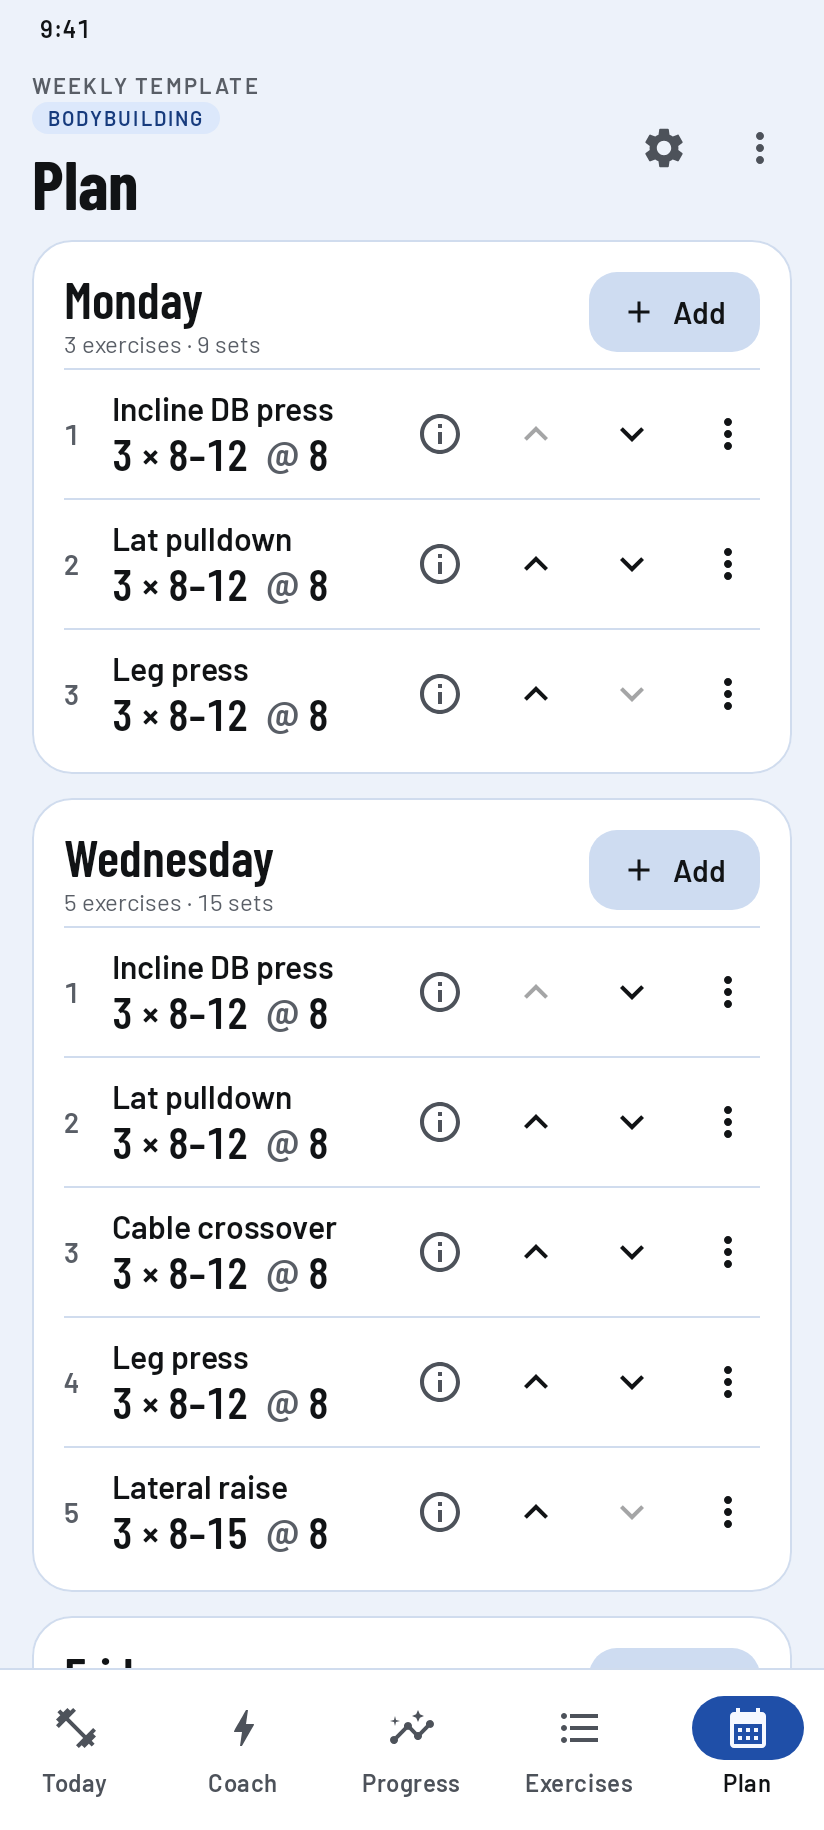 9:41
WEEKLY TEMPLATE
BODYBUILDING
Plan
Monday
Add
3 exercises · 9 sets
1
Incline DB press
3 × 8–12 @ 8
2
Lat pulldown
3 × 8–12 @ 8
3
Leg press
3 × 8–12 @ 8
Wednesday
Add
5 exercises · 15 sets
1
Incline DB press
3 × 8–12 @ 8
2
Lat pulldown
3 × 8–12 @ 8
3
Cable crossover
3 × 8–12 @ 8
4
Leg press
3 × 8–12 @ 8
5
Lateral raise
3 × 8–15 @ 8
Today
Coach
Progress
Exercises
Plan